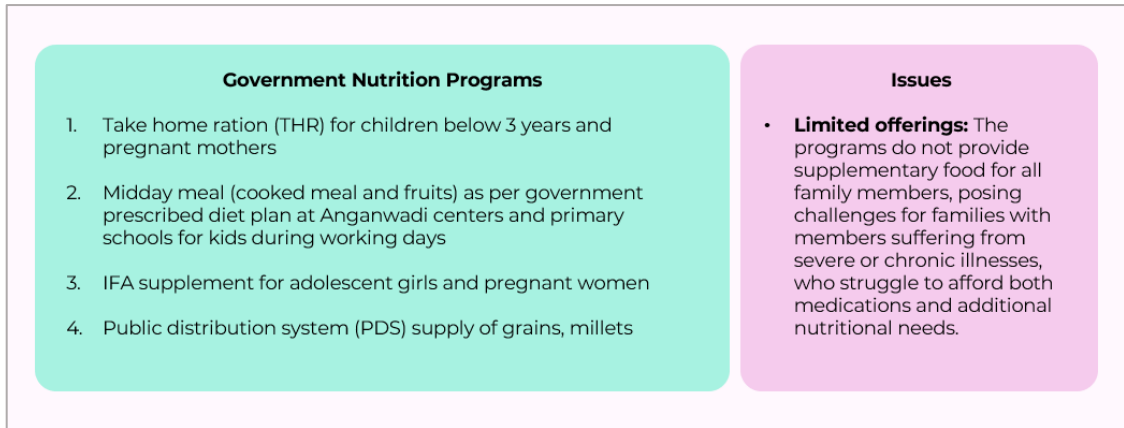 Government Nutrition Programs
1. Take home ration (THR) for children below 3 years and
pregnant mothers
2. Midday meal (cooked meal and fruits) as per government
prescribed diet plan at Anganwadi centers and primary
schools for kids during working days
3. IFA supplement for adolescent girls and pregnant women
4. Public distribution system (PDS) supply of grains, millets
Issues
• Limited offerings: The
programs do not provide
supplementary food for all
family members, posing
challenges for families with
members suffering from
severe or chronic illnesses,
who struggle to afford both
medications and additional
nutritional needs.